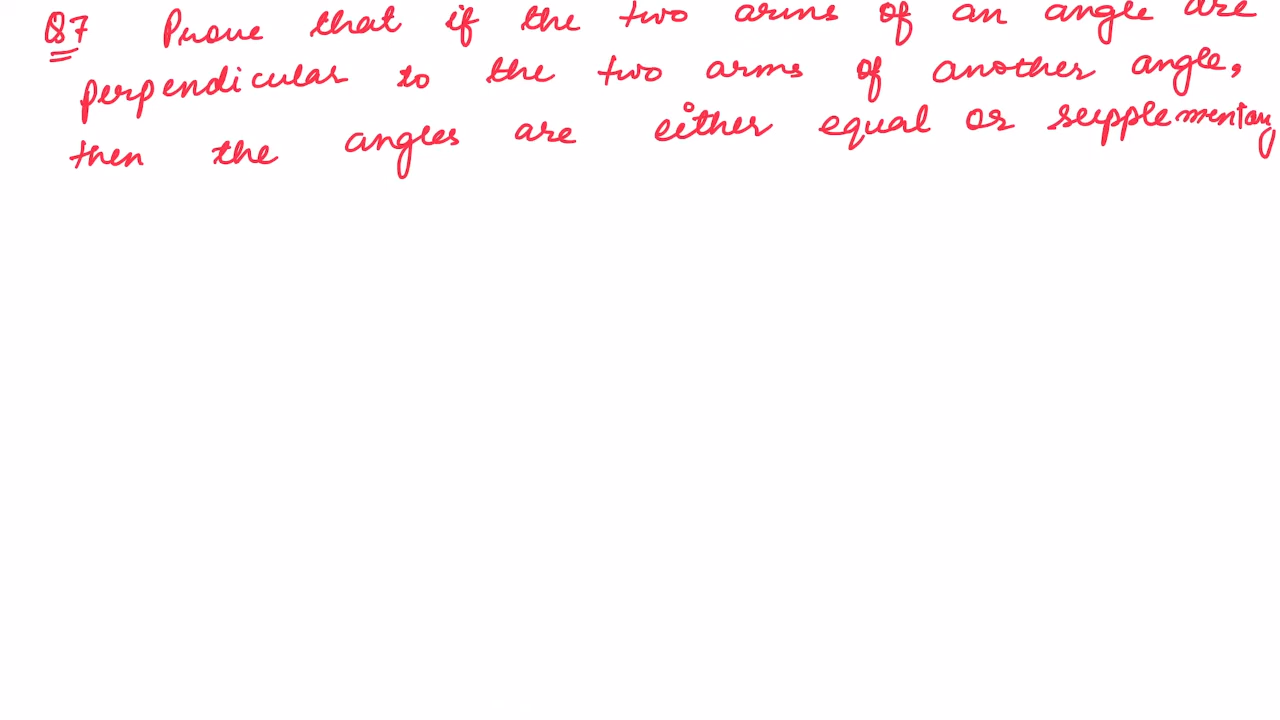 Q7 Prove that if the two arms of an angle are
perpendicular to the two arms of another angle,
then the angles are either equal or supplementary